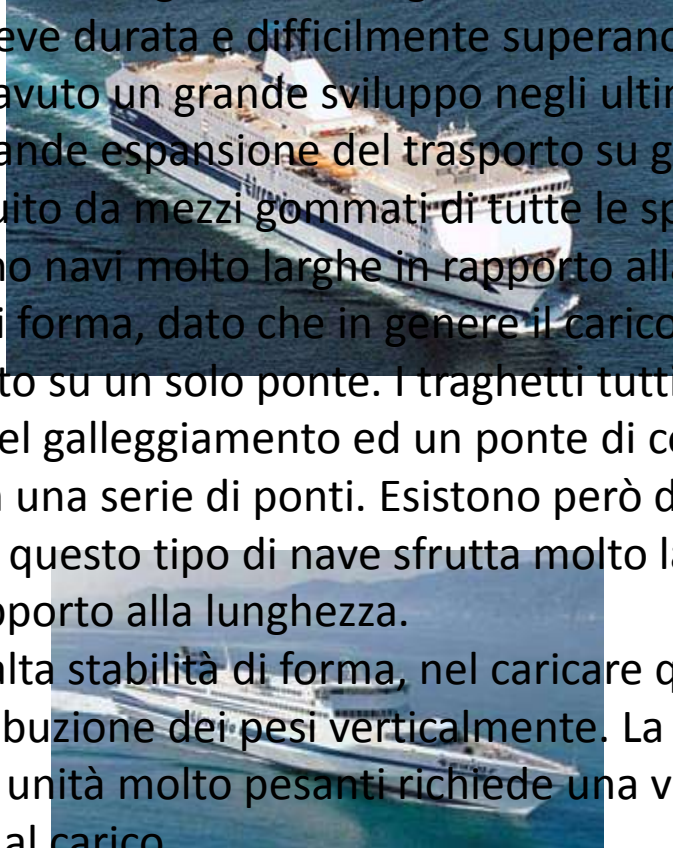 eve durata e difficilmente superano
avuto un grande sviluppo negli ultim
ande espansione del trasporto su g
uito da mezzi gommati di tutte le sp
no navi molto larghe in rapporto alla
i forma, dato che in genere il carico
to su un solo ponte. I traghetti tutti
el galleggiamento ed un ponte di co
una serie di ponti. Esistono però d
questo tipo di nave sfrutta molto la
pporto alla lunghezza.
alta stabilità di forma, nel caricare q
buzione dei pesi verticalmente. La
unità molto pesanti richiede una v
al carico